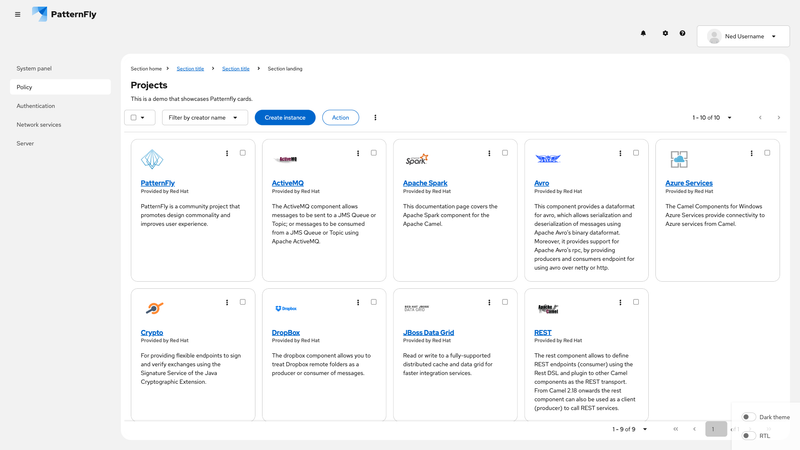 PatternFly
Ned Username
System panel
Policy
Authentication
Network services
Server
Section home
Section title
Section title
Section landing
Projects
This is a demo that showcases Patternfly cards.
Filter by creator name
Create instance
Action
1 - 10 of 10
PatternFly
Provided by Red Hat
PatternFly is a community project that
promotes design commonality and
improves user experience.
ActiveMQ
ActiveMQ
Provided by Red Hat
The ActiveMQ component allows
messages to be sent to a JMS Queue or
Topic; or messages to be consumed
from a JMS Queue or Topic using
Apache ActiveMQ.
Spark
Apache Spark
Provided by Red Hat
This documentation page covers the
Apache Spark component for the
Apache Camel.
Avro
Provided by Red Hat
This component provides a dataformat
for avro, which allows serialization and
deserialization of messages using
Apache Avro's binary dataformat.
Moreover, it provides support for
Apache Avro's rpc, by providing
producers and consumers endpoint for
using avro over netty or http.
Azure Services
Provided by Red Hat
The Camel Components for Windows
Azure Services provide connectivity to
Azure services from Camel.
Crypto
Provided by Red Hat
For providing flexible endpoints to sign
and verify exchanges using the
Signature Service of the Java
Cryptographic Extension.
Dropbox
DropBox
Provided by Red Hat
The dropbox component allows you to
treat Dropbox remote folders as a
producer or consumer of messages.
RED HAT JBOSS
DATA GRID
JBoss Data Grid
Provided by Red Hat
Read or write to a fully-supported
distributed cache and data grid for
faster integration services.
Apache
Camel
REST
Provided by Red Hat
The rest component allows to define
REST endpoints (consumer) using the
Rest DSL and plugin to other Camel
components as the REST transport.
From Camel 2.18 onwards the rest
component can also be used as a client
(producer) to call REST services.
1 - 9 of 9
1
Dark theme
RTL